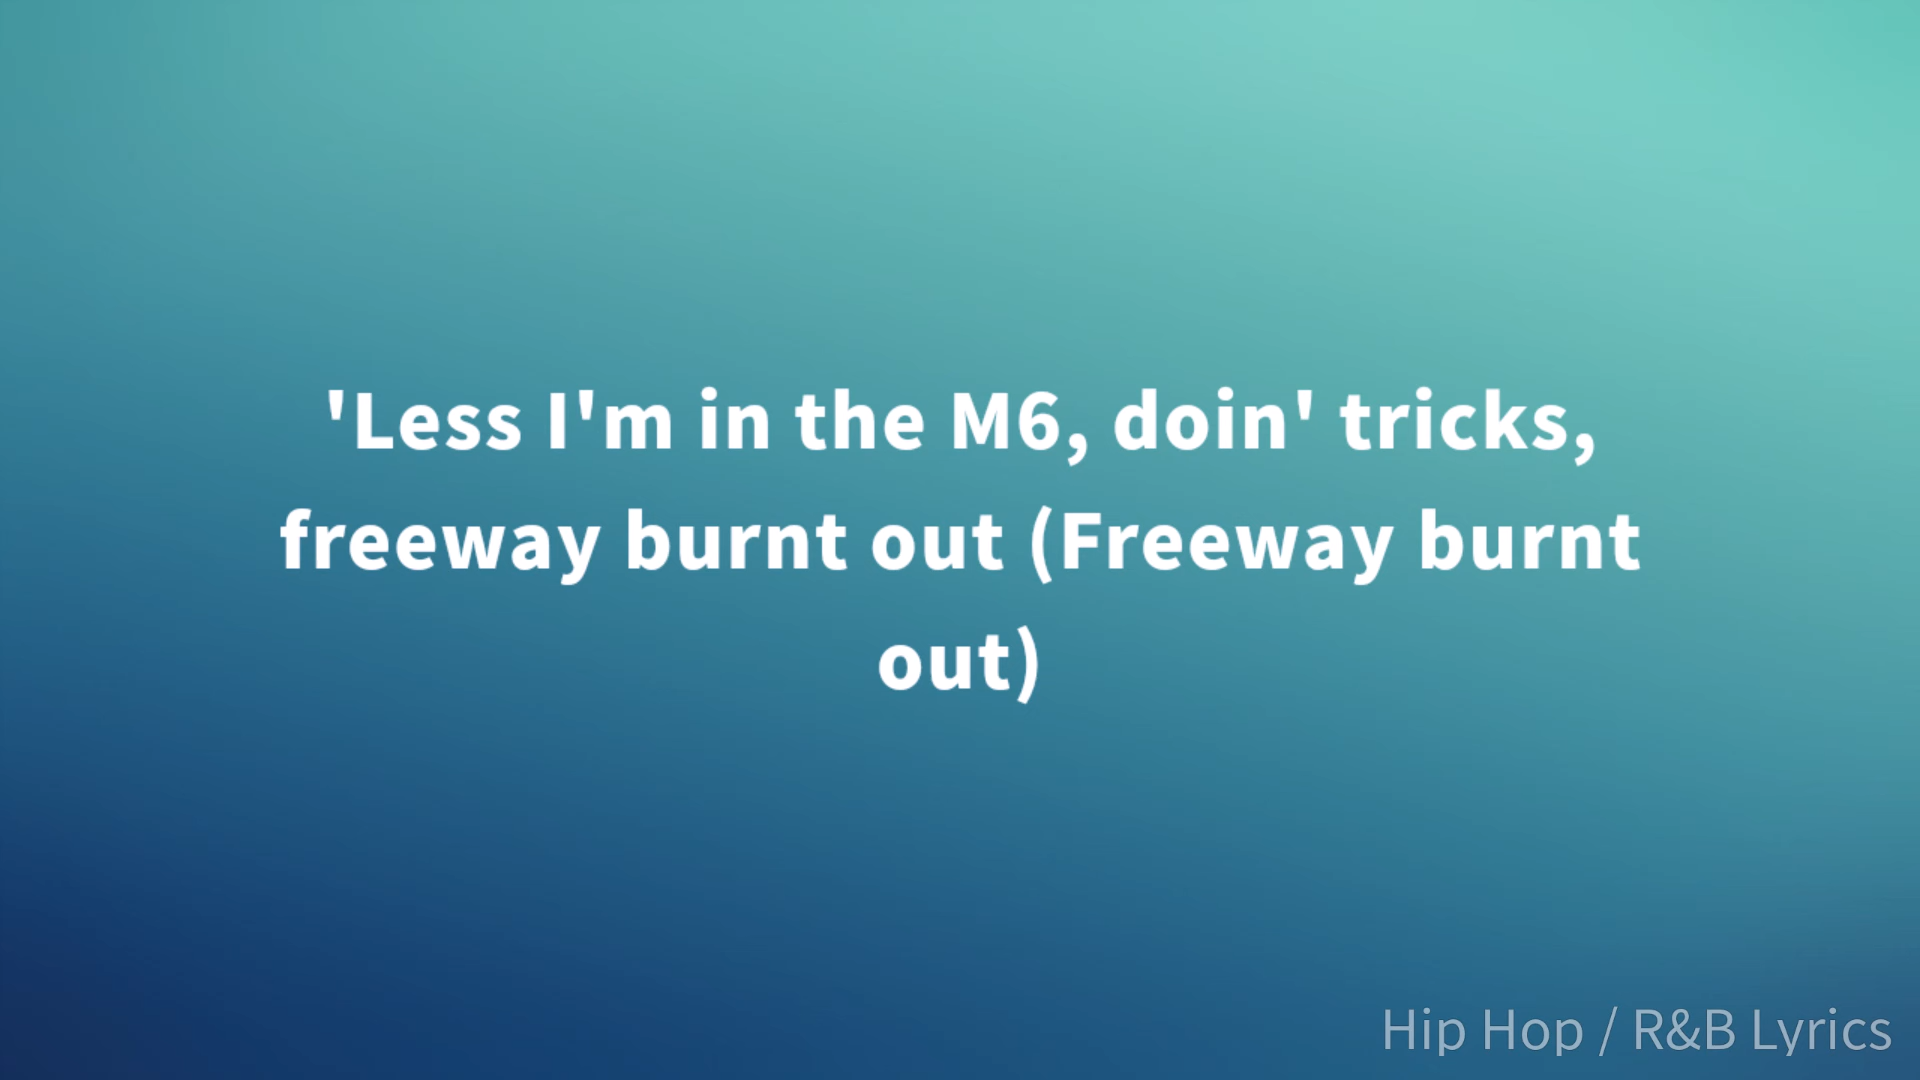 'Less I'm in the M6, doin' tricks,
freeway burnt out (Freeway burnt
out)
Hip Hop / R&B Lyrics